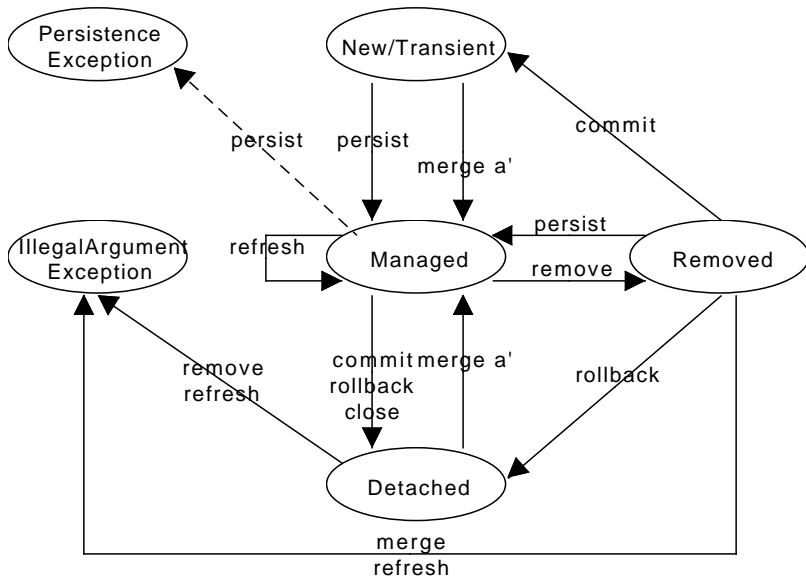 Persistence
Exception
New/Transient
commit
persist
persist
merge a'
IllegalArgument
Exception
refresh
Managed
persist
remove
Removed
remove
refresh
commit
rollback
close
merge a'
rollback
Detached
merge
refresh